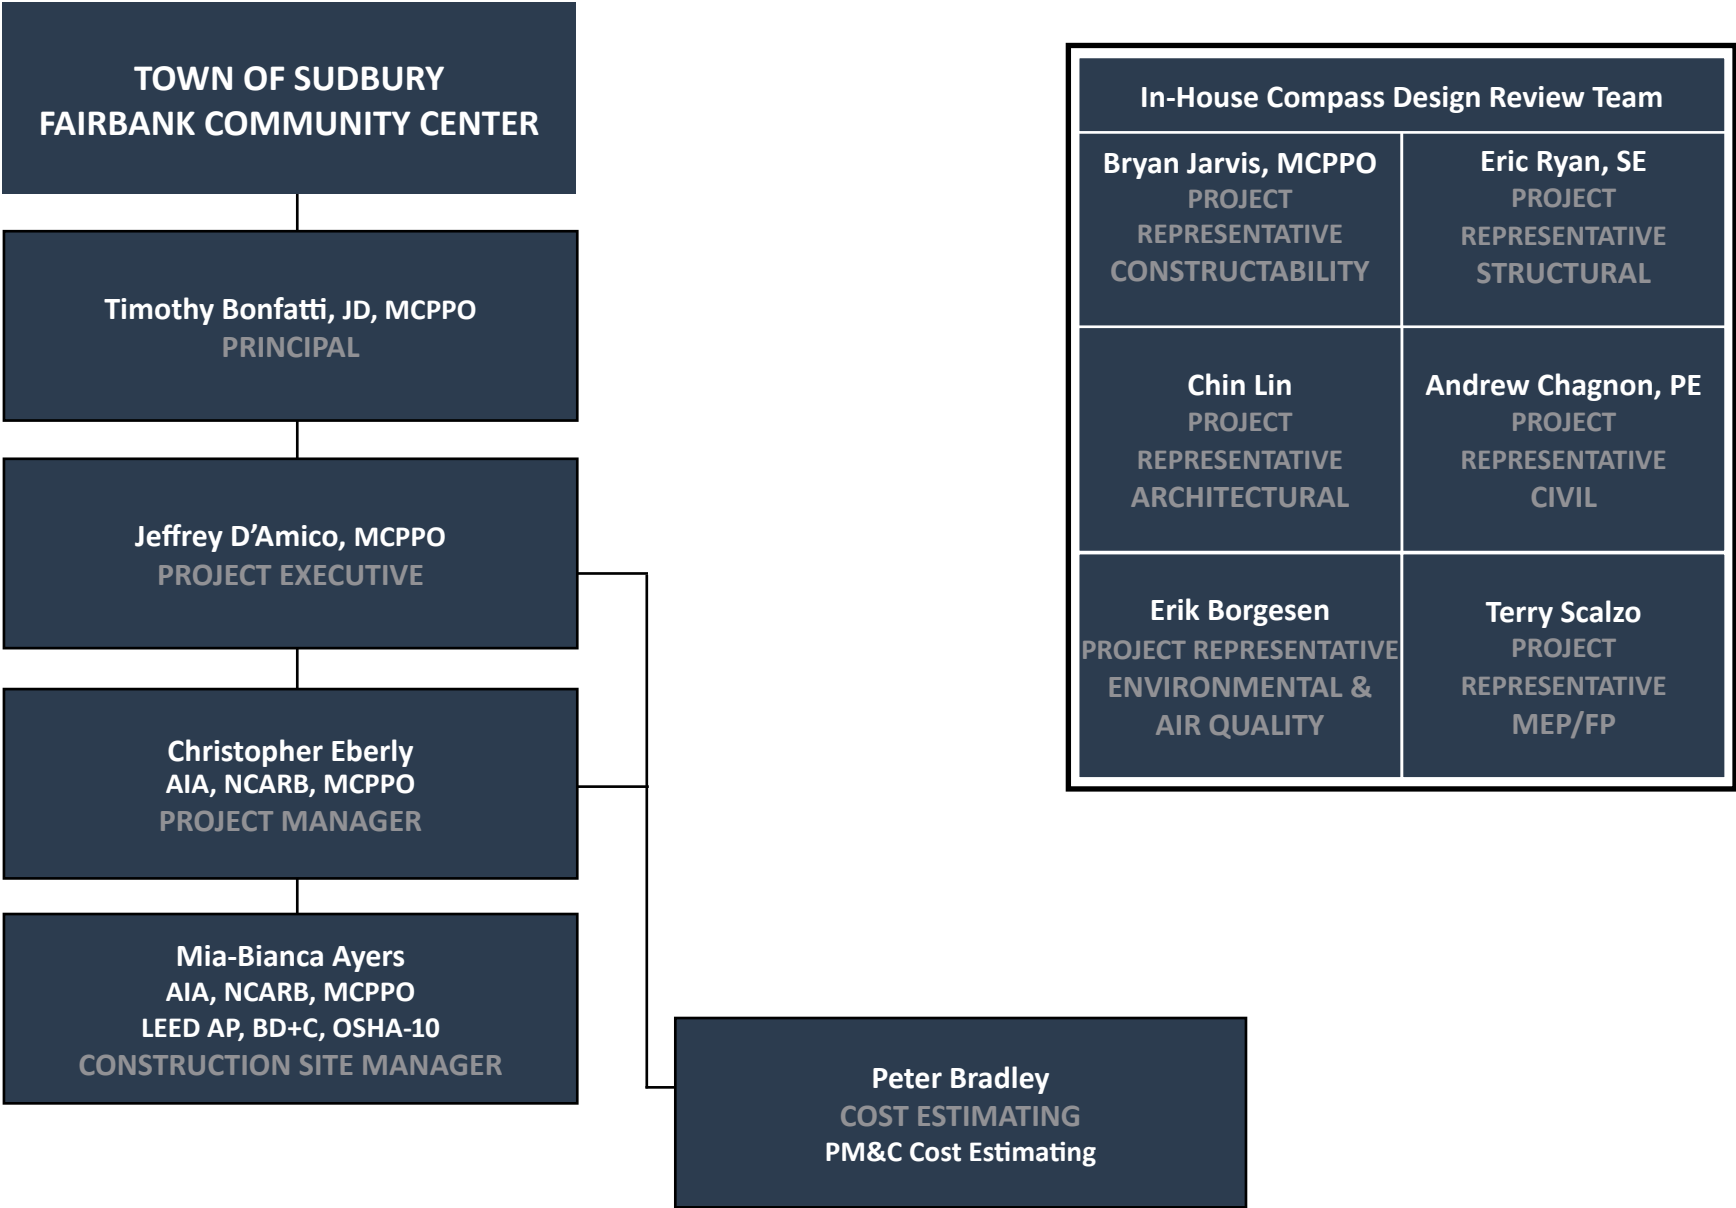 TOWN OF SUDBURY
FAIRBANK COMMUNITY CENTER
Timothy Bonfatti, JD, MCPPO
PRINCIPAL
Jeffrey D’Amico, MCPPO
PROJECT EXECUTIVE
Christopher Eberly
AIA, NCARB, MCPPO
PROJECT MANAGER
Mia-Bianca Ayers
AIA, NCARB, MCPPO
LEED AP, BD+C, OSHA-10
CONSTRUCTION SITE MANAGER
Peter Bradley
COST ESTIMATING
PM&C Cost Estimating
In-House Compass Design Review Team
Bryan Jarvis, MCPPO
PROJECT
REPRESENTATIVE
CONSTRUCTABILITY
Eric Ryan, SE
PROJECT
REPRESENTATIVE
STRUCTURAL
Chin Lin
PROJECT
REPRESENTATIVE
ARCHITECTURAL
Andrew Chagnon, PE
PROJECT
REPRESENTATIVE
CIVIL
Erik Borgesen
PROJECT REPRESENTATIVE
ENVIRONMENTAL &
AIR QUALITY
Terry Scalzo
PROJECT
REPRESENTATIVE
MEP/FP